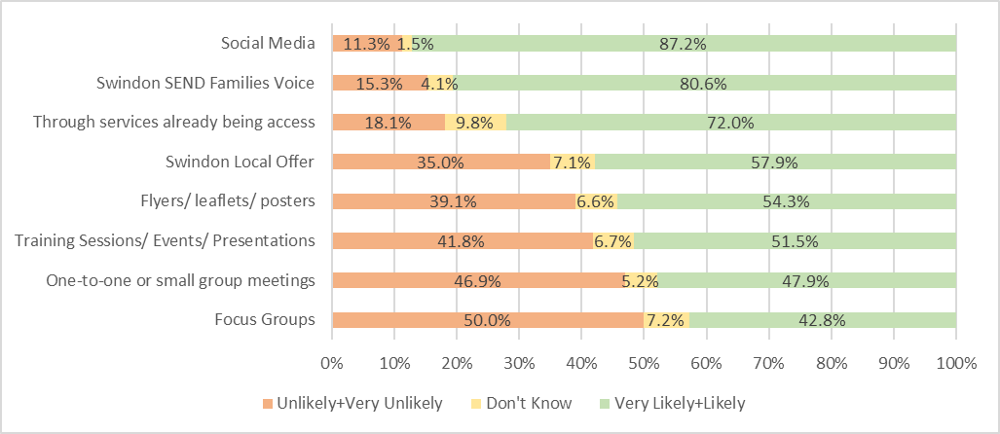 Social Media 11.3% 1.5% 87.2%
Swindon SEND Families Voice 15.3% 4.1% 80.6%
Through services already being access 18.1% 9.8% 72.0%
Swindon Local Offer 35.0% 7.1% 57.9%
Flyers/ leaflets/ posters 39.1% 6.6% 54.3%
Training Sessions/ Events/ Presentations 41.8% 6.7% 51.5%
One-to-one or small group meetings 46.9% 5.2% 47.9%
Focus Groups 50.0% 7.2% 42.8%
0% 10% 20% 30% 40% 50% 60% 70% 80% 90% 100%
Unlikely+Very Unlikely Don't Know Very Likely+Likely